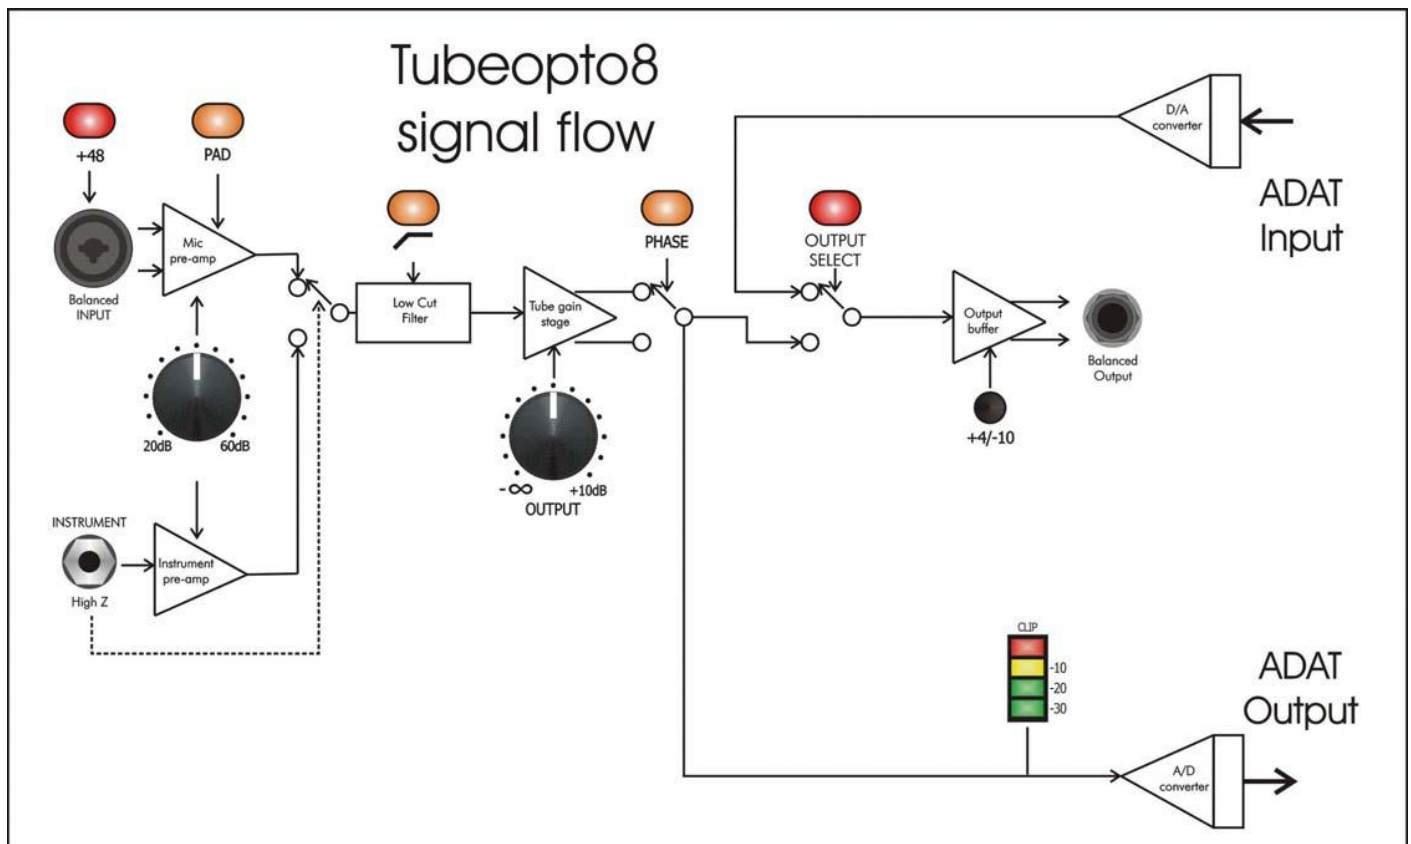 Tubeopto8
signal flow
+48
PAD
Mic
pre-amp
Balanced
INPUT
20dB
60dB
INSTRUMENT
High Z
Instrument
pre-amp
Low Cut
Filter
Tube gain
stage
-∞
+10dB
OUTPUT
PHASE
OUTPUT
SELECT
Output
buffer
+4/-10
Balanced
Output
D/A
converter
ADAT
Input
CLIP
-10
-20
-30
A/D
converter
ADAT
Output